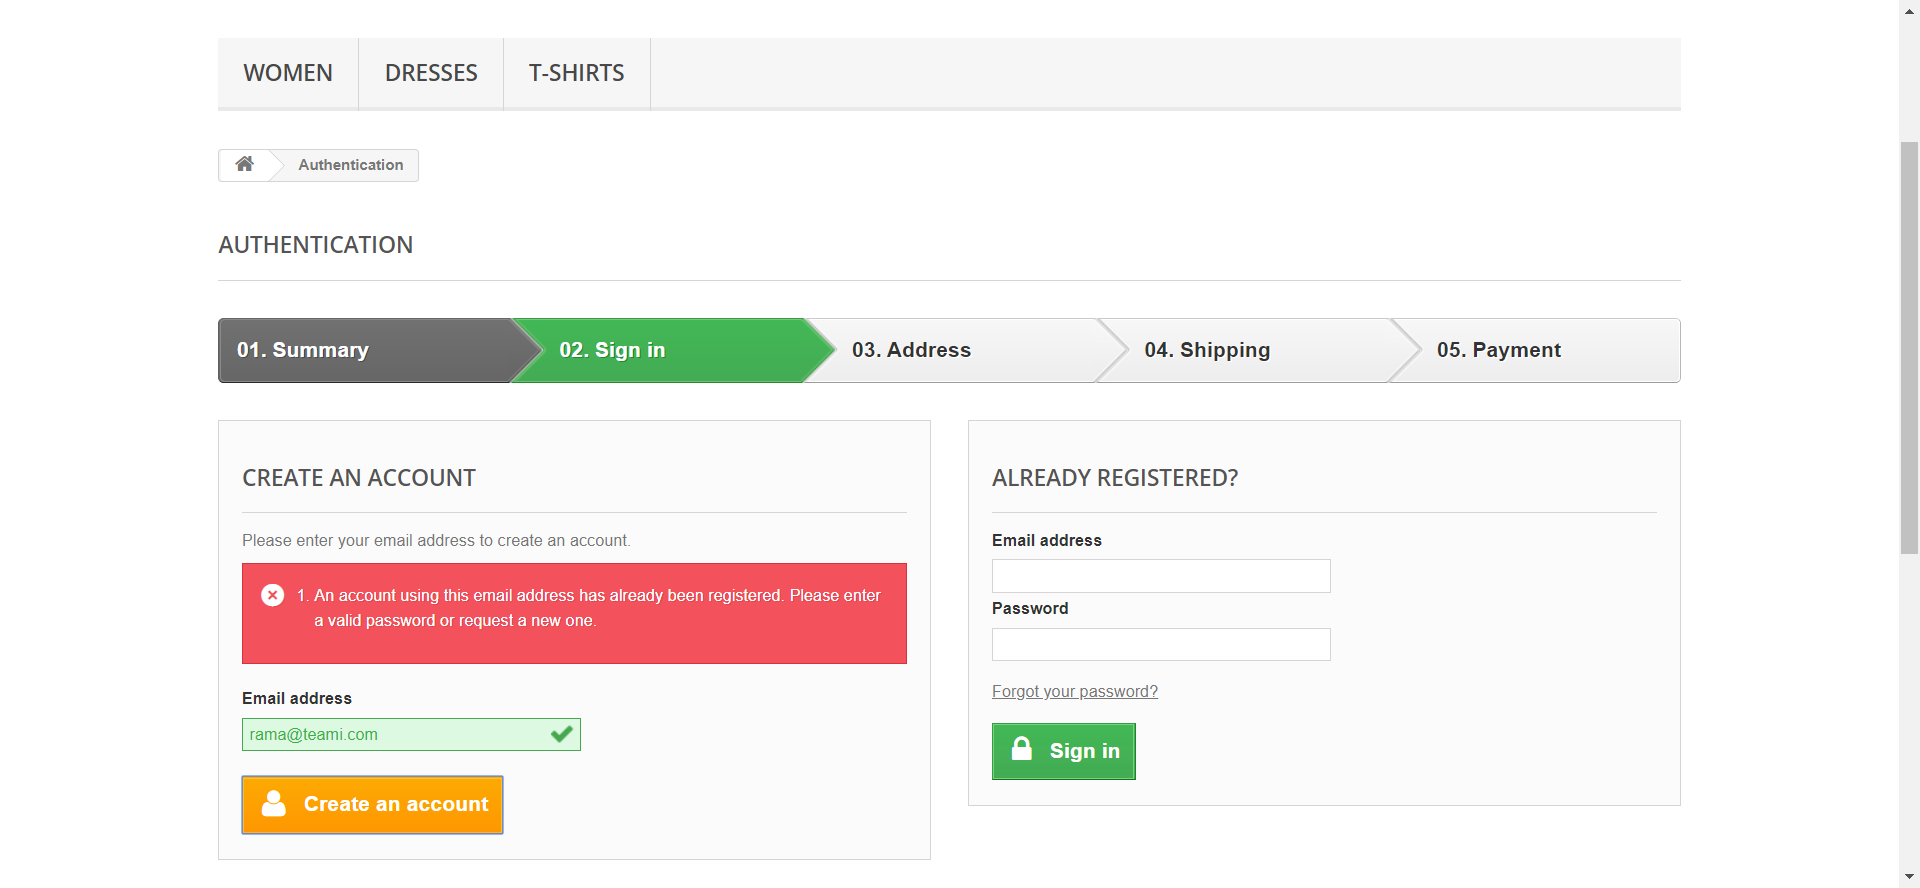 WOMEN DRESSES T-SHIRTS
Authentication
AUTHENTICATION
01. Summary 02. Sign in 03. Address 04. Shipping 05. Payment
CREATE AN ACCOUNT
Please enter your email address to create an account.
1. An account using this email address has already been registered. Please enter
a valid password or request a new one.
Email address
rama@teami.com
Create an account
ALREADY REGISTERED?
Email address
Password
Forgot your password?
Sign in